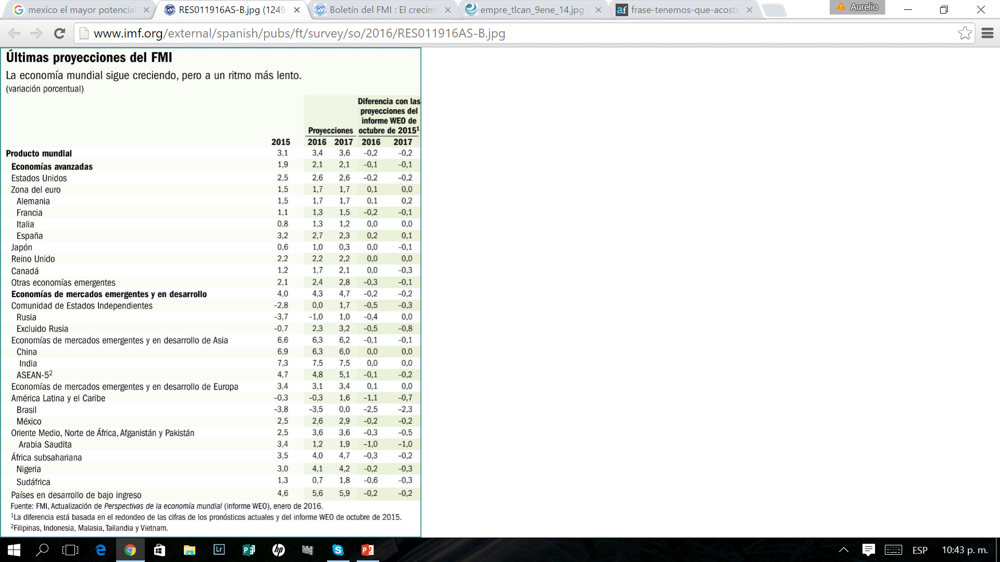 mexico el mayor potencia
RES011916AS-B.jpg (1249
Boletín del FMI : El crecim
empre_tlcan_9ene_14.jpg
frase-tenemos-que-acost
Aurelio
www.imf.org/external/spanish/pubs/ft/survey/so/2016/RES011916AS-B.jpg
Últimas proyecciones del FMI
La economía mundial sigue creciendo, pero a un ritmo más lento.
(variación porcentual)
Diferencia con las
proyecciones del
informe WEO de
Proyecciones octubre de 2015¹
2015 2016 2017 2016 2017
Producto mundial 3,1 3,4 3,6 –0,2 –0,2
Economías avanzadas 1,9 2,1 2,1 –0,1 –0,1
Estados Unidos 2,5 2,6 2,6 –0,2 –0,2
Zona del euro 1,5 1,7 1,7 0,1 0,0
Alemania 1,5 1,7 1,7 0,1 0,2
Francia 1,1 1,3 1,5 –0,2 –0,1
Italia 0,8 1,3 1,2 0,0 0,0
España 3,2 2,7 2,3 0,2 0,1
Japón 0,6 1,0 0,3 0,0 –0,1
Reino Unido 2,2 2,2 2,2 0,0 0,0
Canadá 1,2 1,7 2,1 0,0 –0,3
Otras economías emergentes 2,1 2,4 2,8 –0,3 –0,1
Economías de mercados emergentes y en desarrollo 4,0 4,3 4,7 –0,2 –0,2
Comunidad de Estados Independientes –2,8 0,0 1,7 –0,5 –0,3
Rusia –3,7 –1,0 1,0 –0,4 0,0
Excluido Rusia –0,7 2,3 3,2 –0,5 –0,8
Economías de mercados emergentes y en desarrollo de Asia 6,6 6,3 6,2 –0,1 –0,1
China 6,9 6,3 6,0 0,0 0,0
India 7,3 7,5 7,5 0,0 0,0
ASEAN-5² 4,7 4,8 5,1 –0,1 –0,2
Economías de mercados emergentes y en desarrollo de Europa 3,4 3,1 3,4 0,1 0,0
América Latina y el Caribe –0,3 –0,3 1,6 –1,1 –0,7
Brasil –3,8 –3,5 0,0 –2,5 –2,3
México 2,5 2,6 2,9 –0,2 –0,2
Oriente Medio, Norte de África, Afganistán y Pakistán 2,5 3,6 3,6 –0,3 –0,5
Arabia Saudita 3,4 1,2 1,9 –1,0 –1,0
África subsahariana 3,5 4,0 4,7 –0,3 –0,2
Nigeria 3,0 4,1 4,2 –0,2 –0,3
Sudáfrica 1,3 0,7 1,8 –0,6 –0,3
Países en desarrollo de bajo ingreso 4,6 5,6 5,9 –0,2 –0,2
Fuente: FMI, Actualización de Perspectivas de la economía mundial (informe WEO), enero de 2016.
¹La diferencia está basada en el redondeo de las cifras de los pronósticos actuales y del informe WEO de octubre de 2015.
²Filipinas, Indonesia, Malasia, Tailandia y Vietnam.
ESP 10:43 p. m.